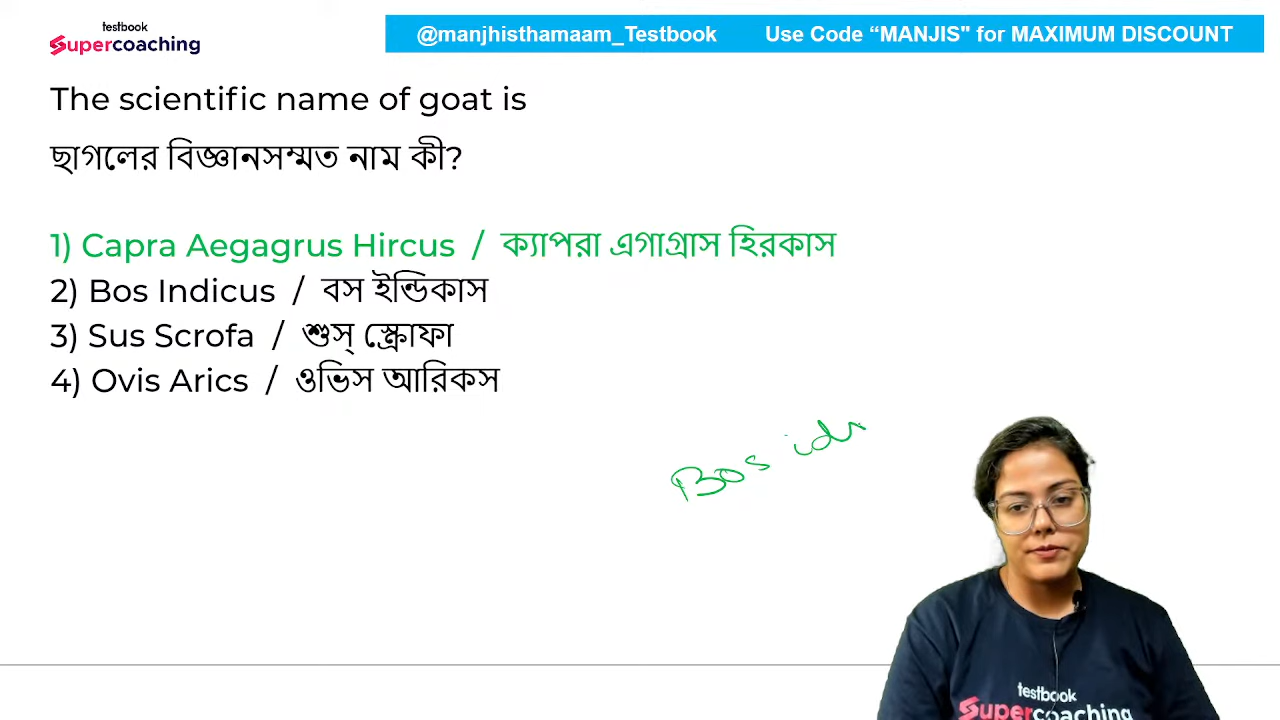 testbook
Supercoaching
@manjhisthamaam_Testbook Use Code “MANJIS" for MAXIMUM DISCOUNT
The scientific name of goat is
ছাগলের বিজ্ঞানসম্মত নাম কী?
1) Capra Aegagrus Hircus / ক্যাপরা এগাগ্রাস হিরকাস
2) Bos Indicus / বস ইন্ডিকাস
3) Sus Scrofa / শুস্ স্ক্রোফা
4) Ovis Arics / ওভিস আরিকস
Bos
testbook
Supercoaching